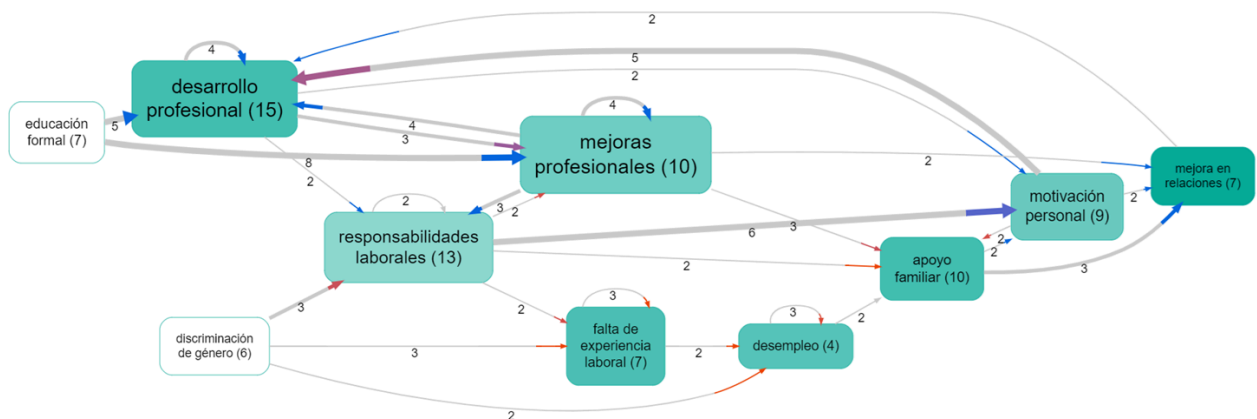 2
4
desarrollo
profesional (15)
5
2
educación
formal (7)
5
4
3
4
mejoras
profesionales (10)
8
2
2
mejora en
relaciones (7)
motivación
personal (9)
2
3
2
2
responsabilidades
laborales (13)
6
3
2
2
apoyo
familiar (10)
2
3
3
discriminación
de género (6)
2
3
falta de
experiencia
laboral (7)
3
2
3
desempleo (4)
2
2